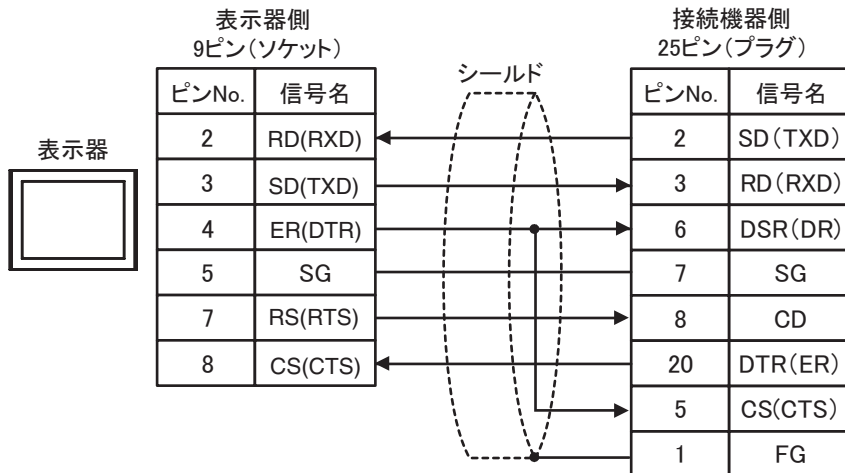 表示器側
9ピン(ソケット)
接続機器側
25ピン(プラグ)
シールド
表示器
ピンNo. 信号名
2 RD(RXD)
3 SD(TXD)
4 ER(DTR)
5 SG
7 RS(RTS)
8 CS(CTS)
ピンNo. 信号名
2 SD(TXD)
3 RD(RXD)
6 DSR(DR)
7 SG
8 CD
20 DTR(ER)
5 CS(CTS)
1 FG